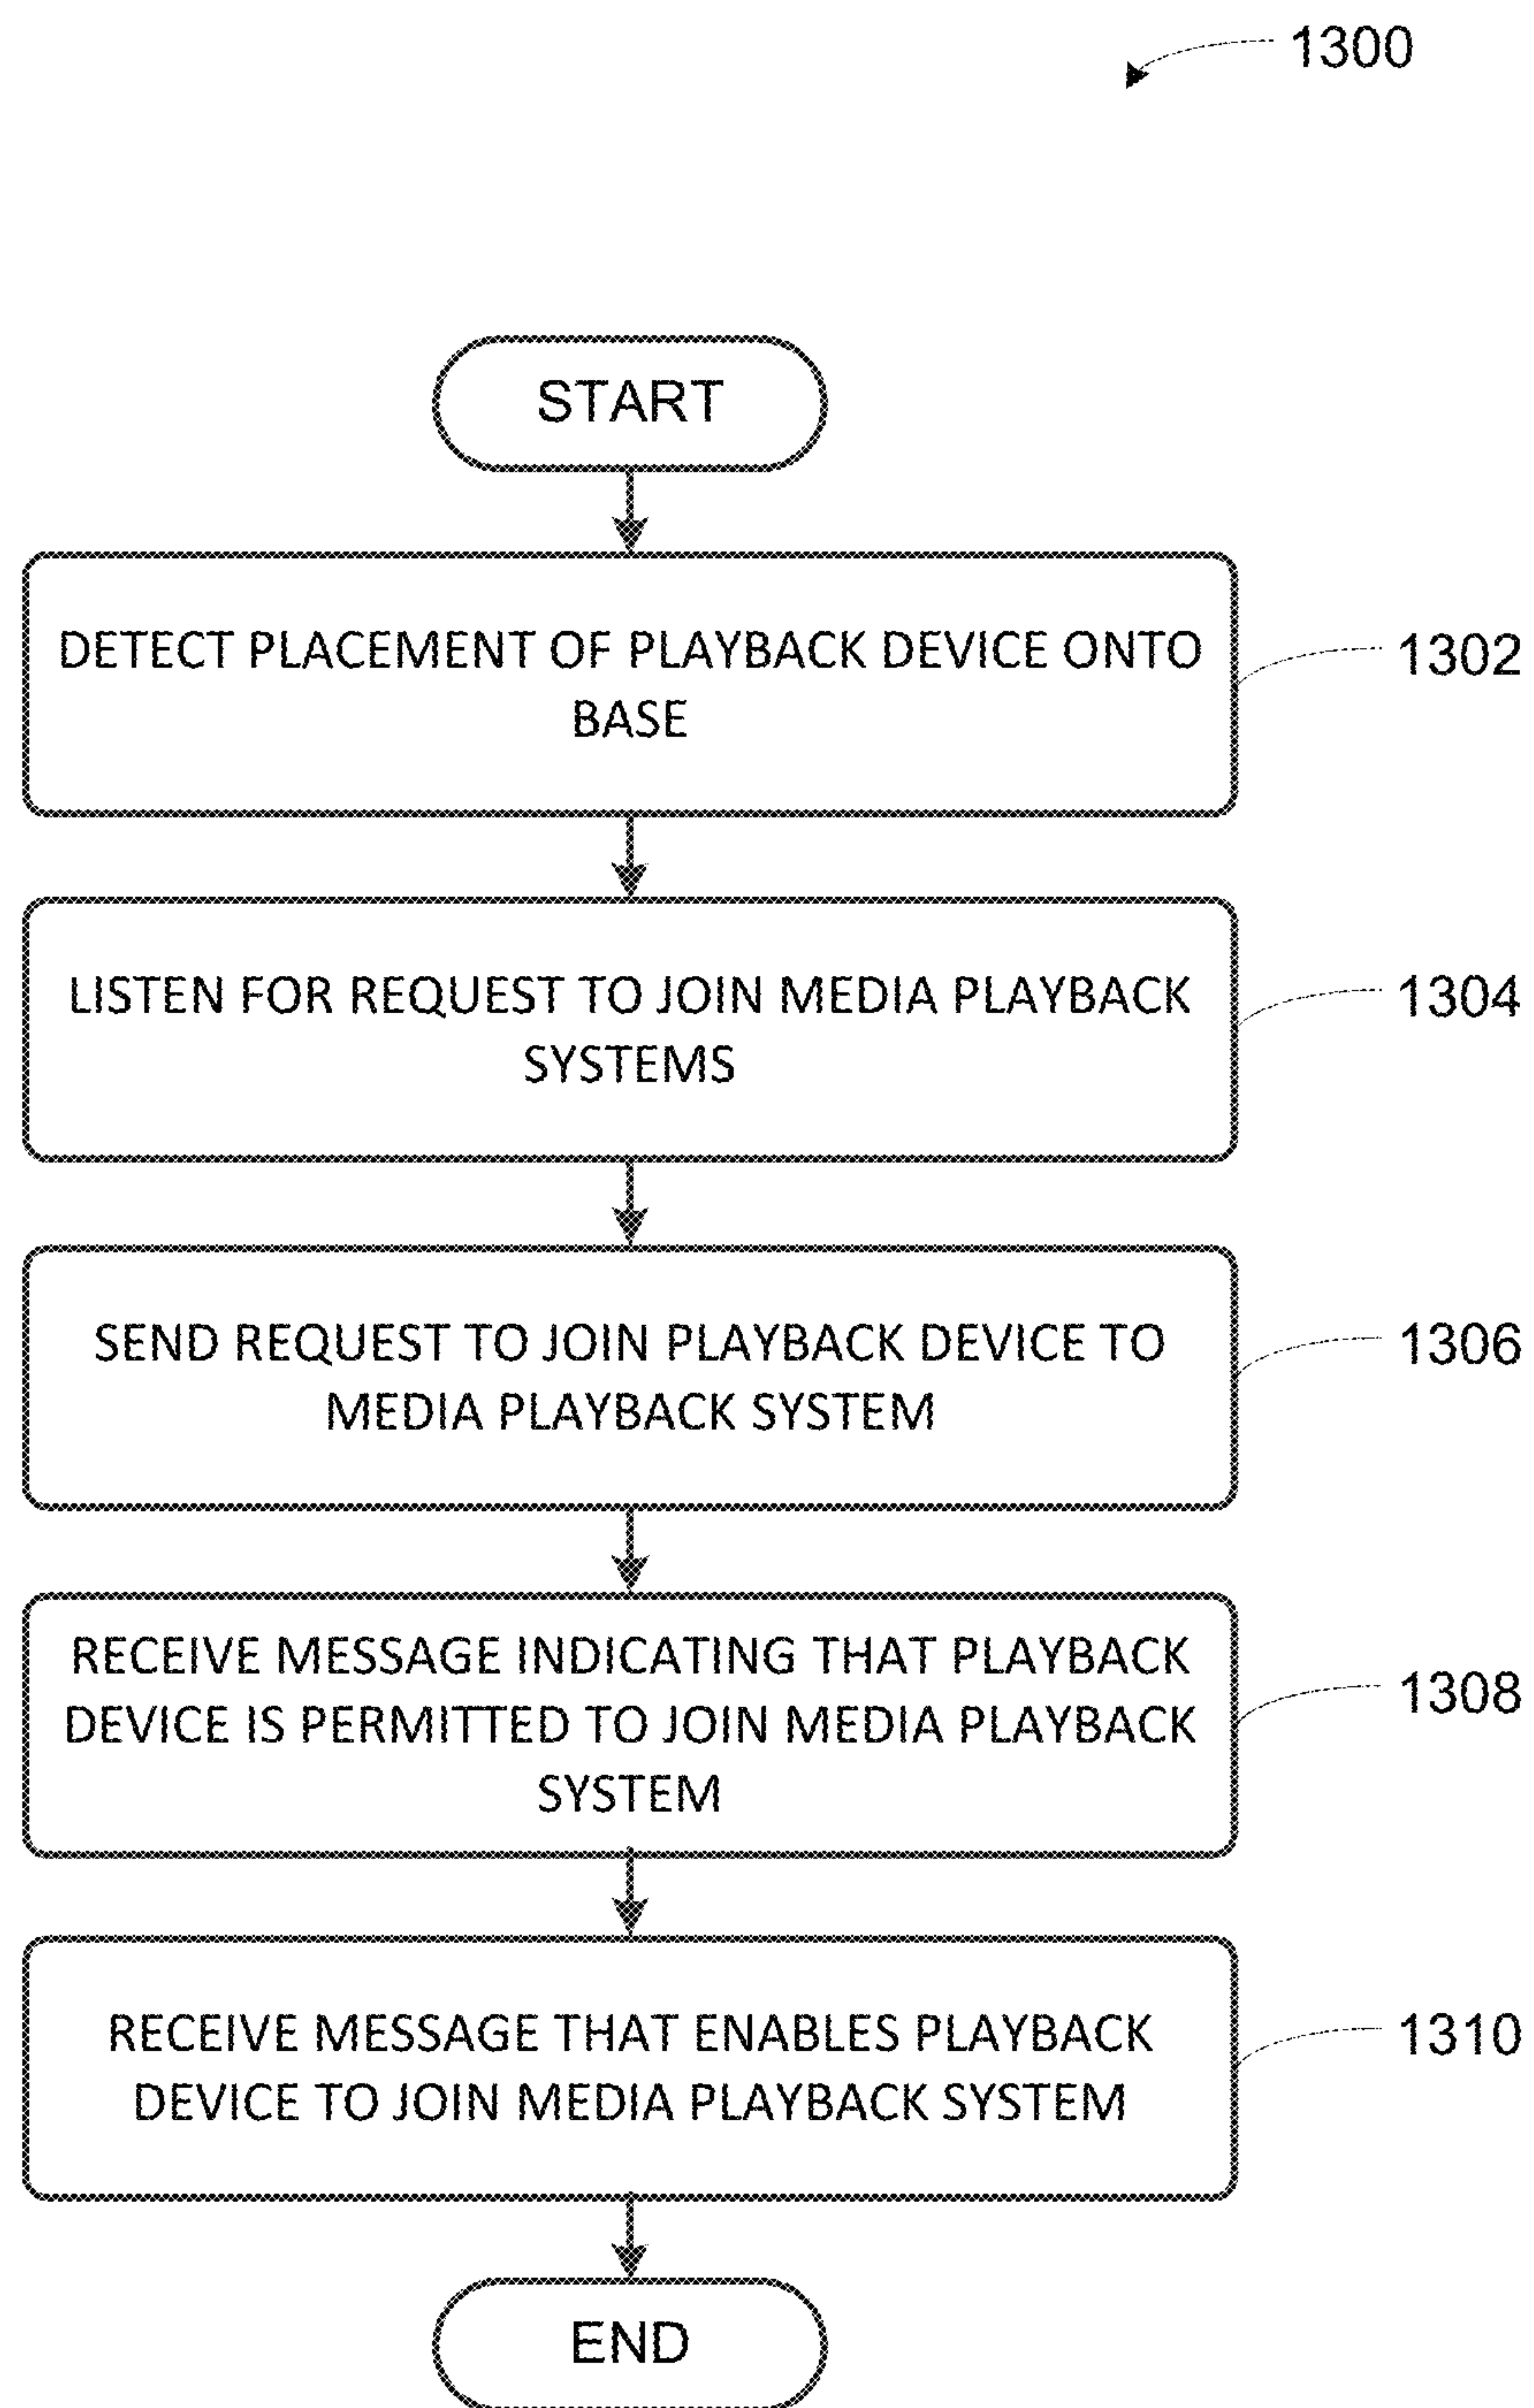 1300
START
DETECT PLACEMENT OF PLAYBACK DEVICE ONTO
BASE
1302
LISTEN FOR REQUEST TO JOIN MEDIA PLAYBACK
SYSTEMS
1304
SEND REQUEST TO JOIN PLAYBACK DEVICE TO
MEDIA PLAYBACK SYSTEM
1306
RECEIVE MESSAGE INDICATING THAT PLAYBACK
DEVICE IS PERMITTED TO JOIN MEDIA PLAYBACK
SYSTEM
1308
RECEIVE MESSAGE THAT ENABLES PLAYBACK
DEVICE TO JOIN MEDIA PLAYBACK SYSTEM
1310
END